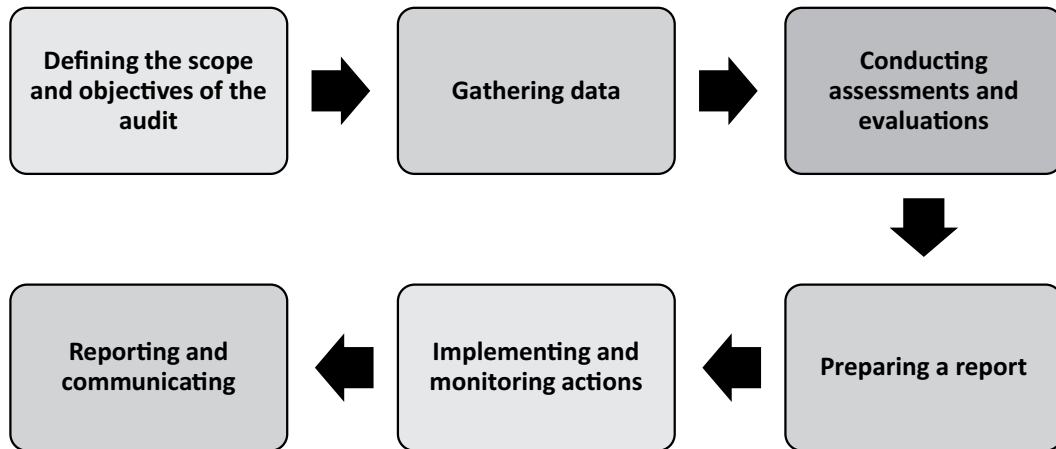 Defining the scope
and objectives of the
audit
Gathering data
Conducting
assessments and
evaluations
Preparing a report
Implementing and
monitoring actions
Reporting and
communicating